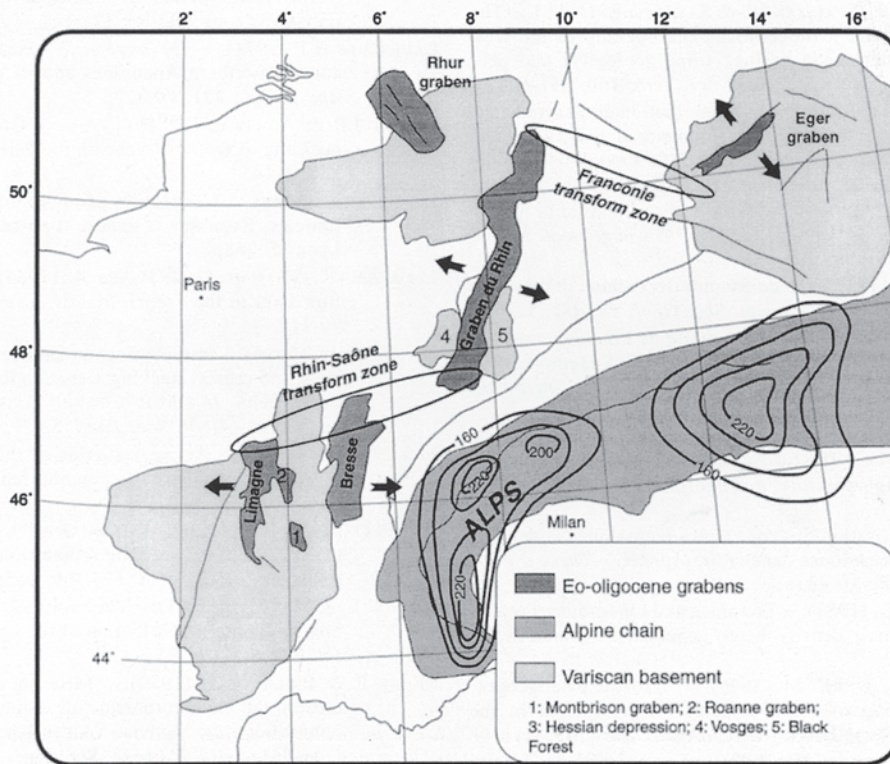 2°
4°
6°
8°
10°
12°
14°
16°
Rhur
graben
Eger
graben
50°
Franconie
transform zone
Paris
Graben du Rhin
4
5
48°
Rhin-Saône
transform zone
160
220
160
200
220
Limagne
2
Bresse
46°
ALPS
1
Milan
220
44°
Eo-oligocene grabens
Alpine chain
Variscan basement
1: Montbrison graben; 2: Roanne graben;
3: Hessian depression; 4: Vosges; 5: Black
Forest